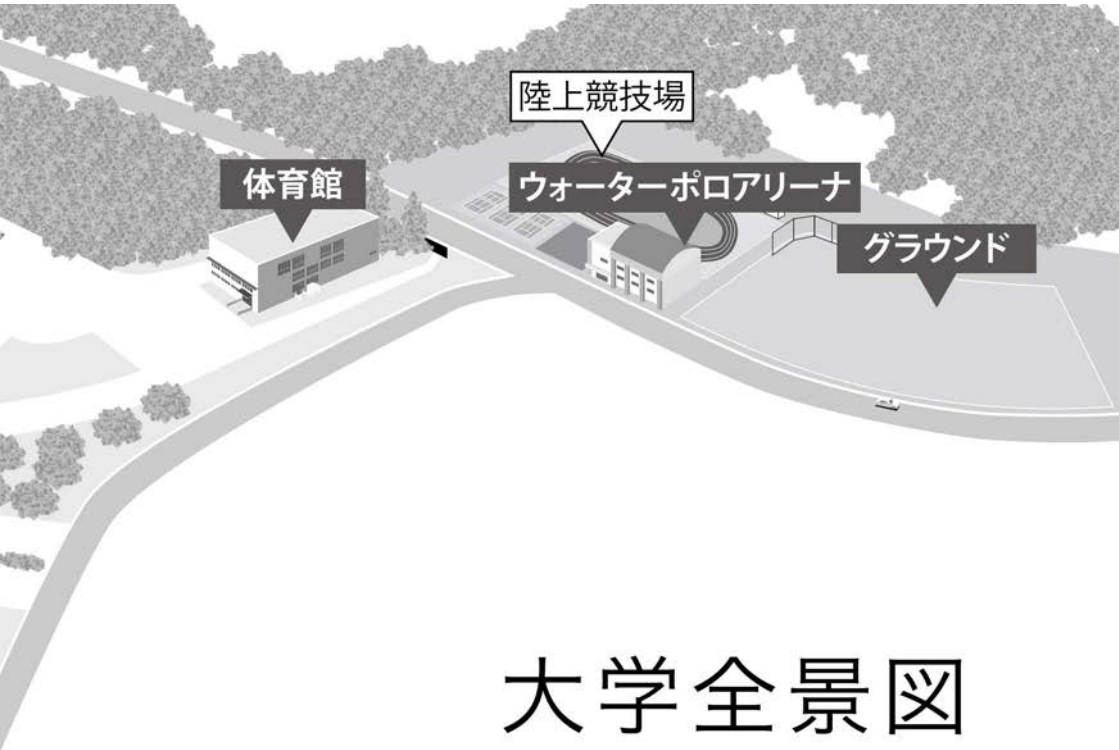 陸上競技場
体育館
ウォーターポロアリーナ
グラウンド
大学全景図